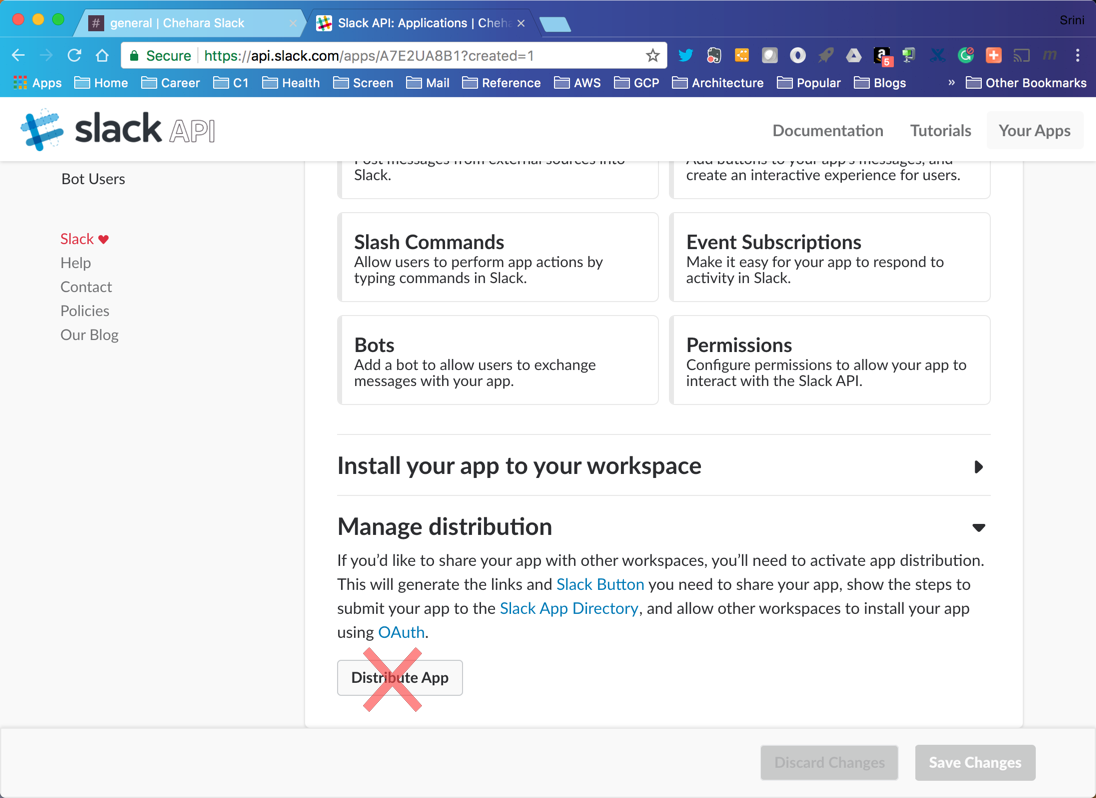 general | Chehara Slack
Slack API: Applications | Cheh
Srini
Secure
https://api.slack.com/apps/A7E2UA8B1?created=1
5
Apps
Home
Career
C1
Health
Screen
Mail
Reference
AWS
GCP
Architecture
Popular
Blogs
»
Other Bookmarks
slack API
Documentation
Tutorials
Your Apps
Bot Users
Slack ♥
Help
Contact
Policies
Our Blog
Post messages from external sources into
Slack.
Add buttons to your app's messages, and
create an interactive experience for users.
Slash Commands
Allow users to perform app actions by
typing commands in Slack.
Event Subscriptions
Make it easy for your app to respond to
activity in Slack.
Bots
Add a bot to allow users to exchange
messages with your app.
Permissions
Configure permissions to allow your app to
interact with the Slack API.
Install your app to your workspace
Manage distribution
If you'd like to share your app with other workspaces, you'll need to activate app distribution.
This will generate the links and Slack Button you need to share your app, show the steps to
submit your app to the Slack App Directory, and allow other workspaces to install your app
using OAuth.
Distribute App
Discard Changes
Save Changes